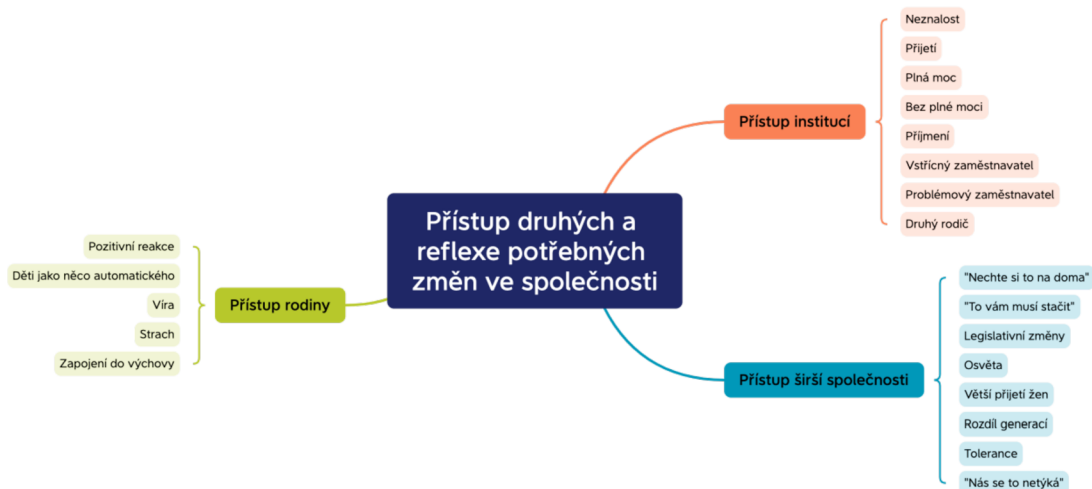 Přístup druhých a
reflexe potřebných
změn ve společnosti
Přístup institucí
Neznalost
Přijetí
Plná moc
Bez plné moci
Příjmení
Vstřícný zaměstnavatel
Problémový zaměstnavatel
Druhý rodič
Přístup širší společnosti
"Nechte si to na doma"
"To vám musí stačit"
Legislativní změny
Osvěta
Větší přijetí žen
Rozdíl generací
Tolerance
"Nás se to netýká"
Přístup rodiny
Pozitivní reakce
Děti jako něco automatického
Víra
Strach
Zapojení do výchovy